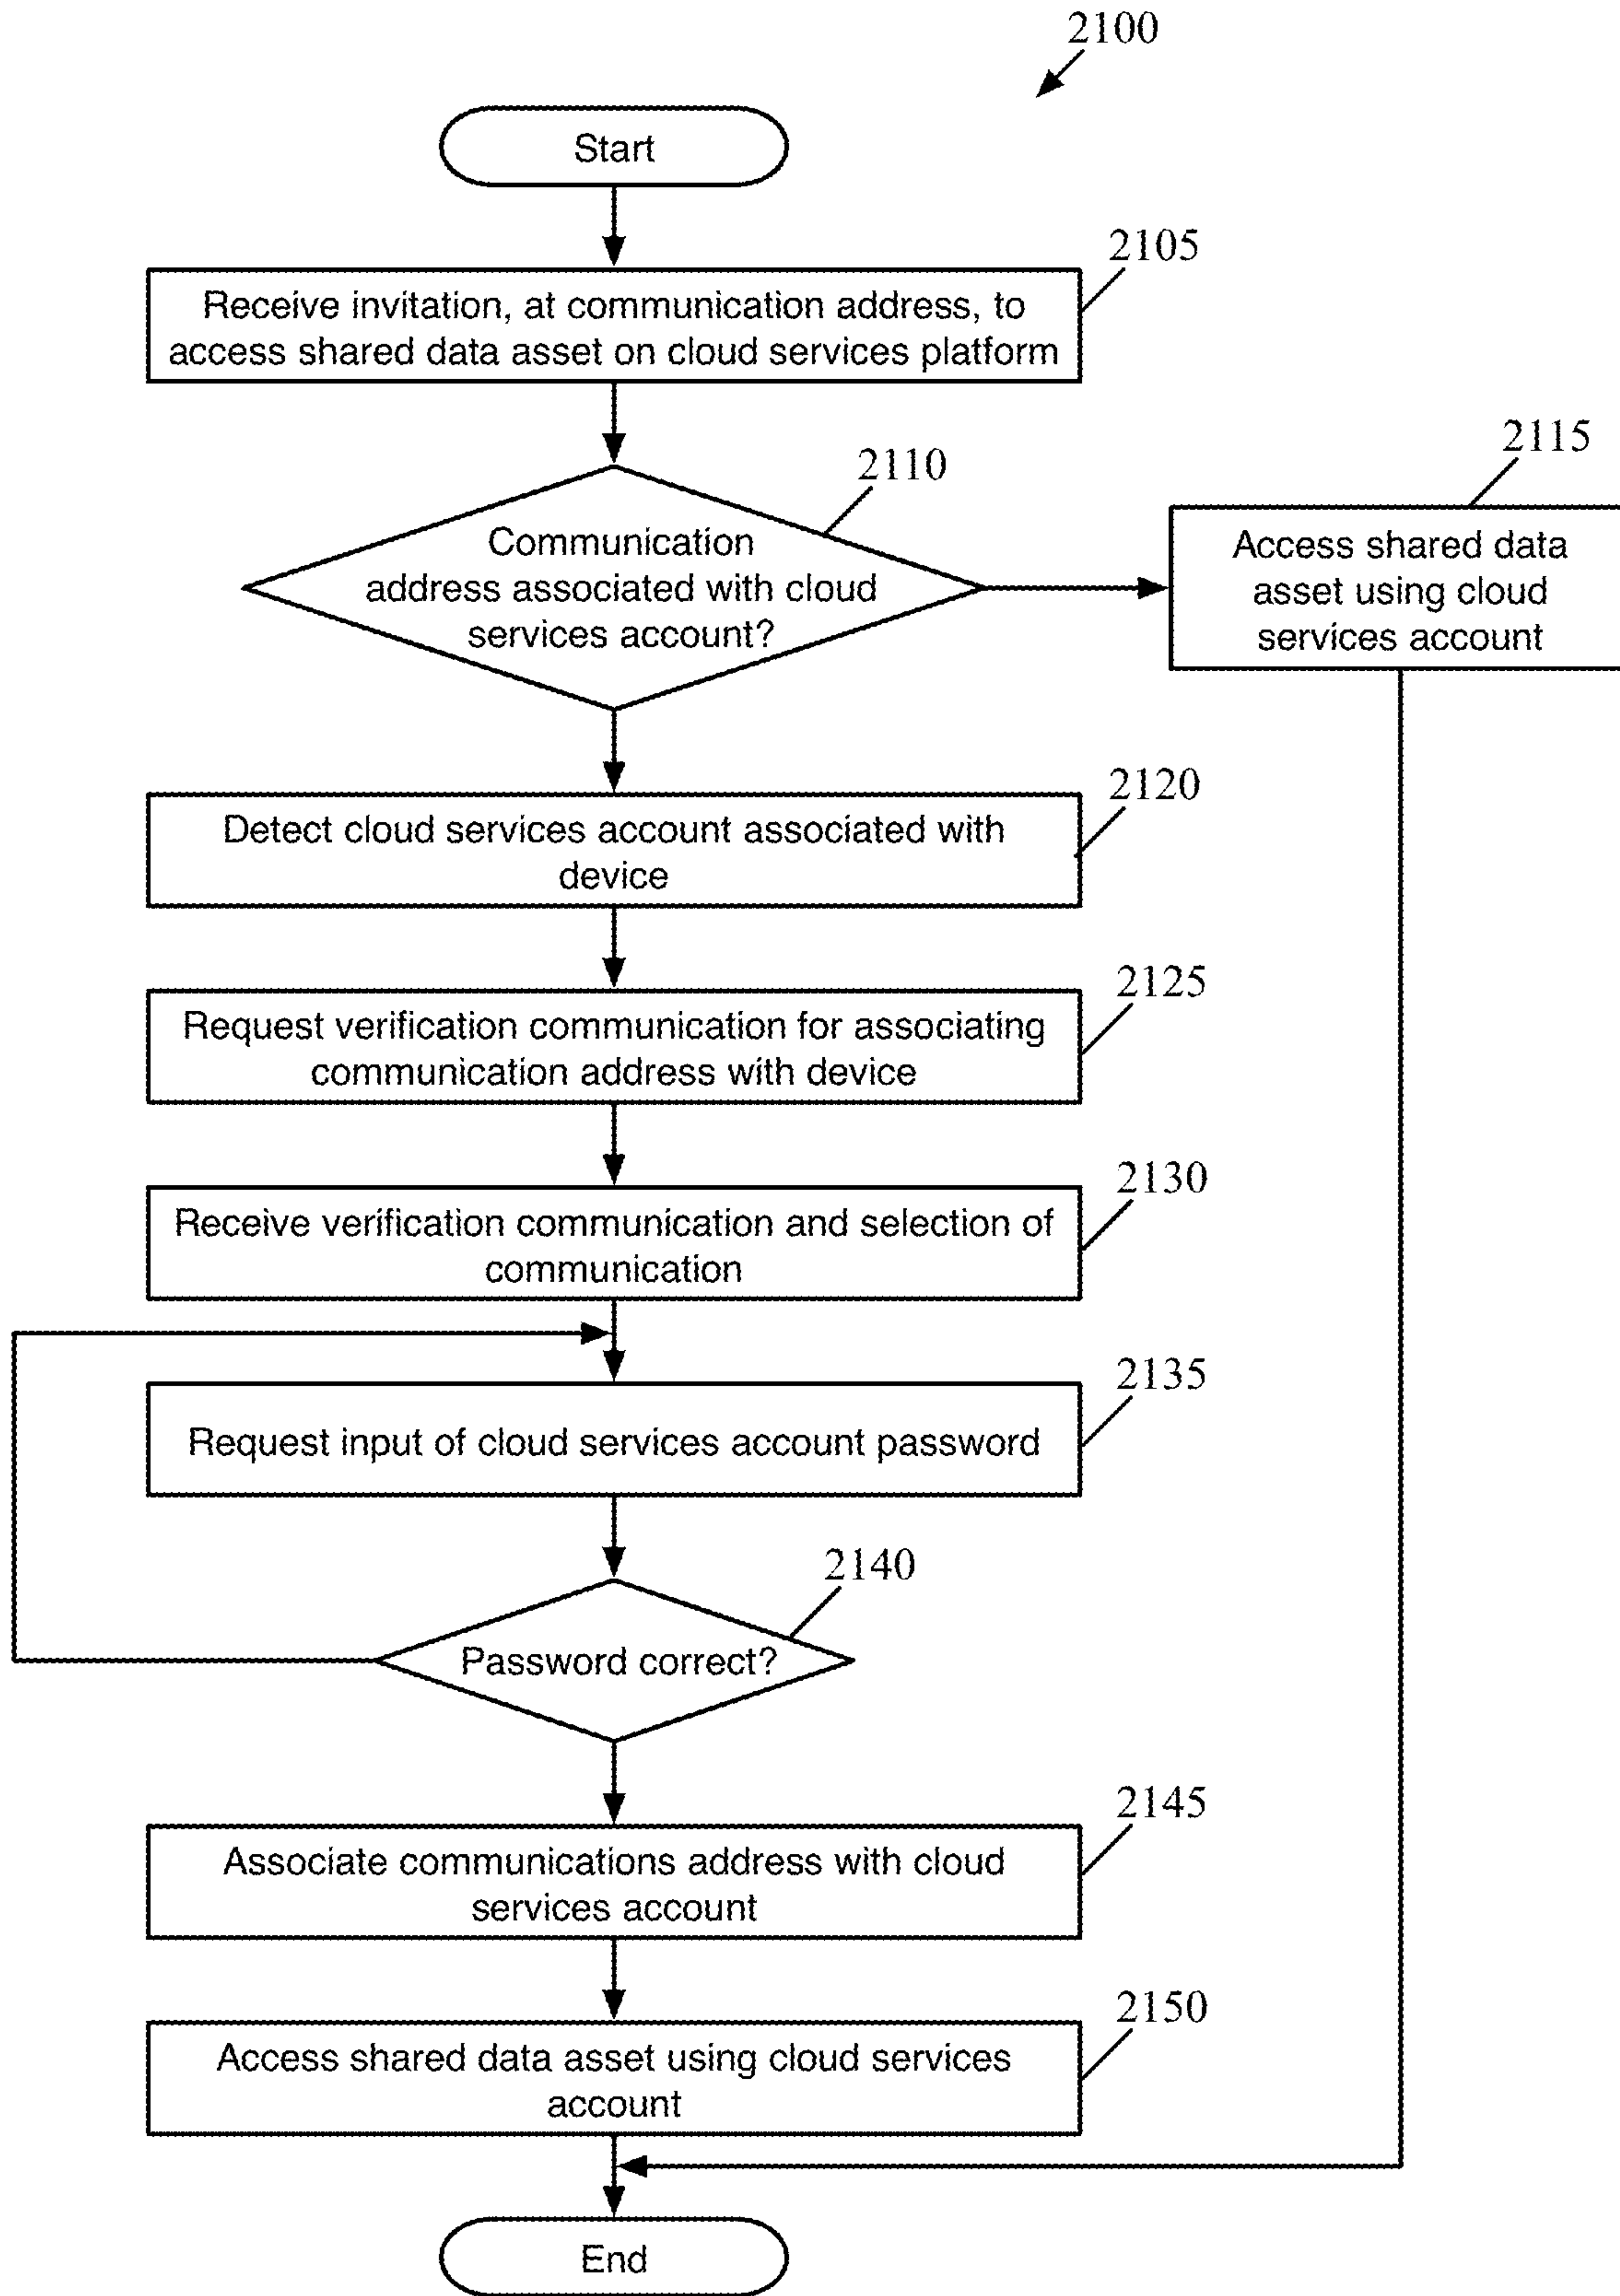 2100
Start
2105
Receive invitation, at communication address, to
access shared data asset on cloud services platform
2110
Communication
address associated with cloud
services account?
2115
Access shared data
asset using cloud
services account
2120
Detect cloud services account associated with
device
2125
Request verification communication for associating
communication address with device
2130
Receive verification communication and selection of
communication
2135
Request input of cloud services account password
2140
Password correct?
2145
Associate communications address with cloud
services account
2150
Access shared data asset using cloud services
account
End